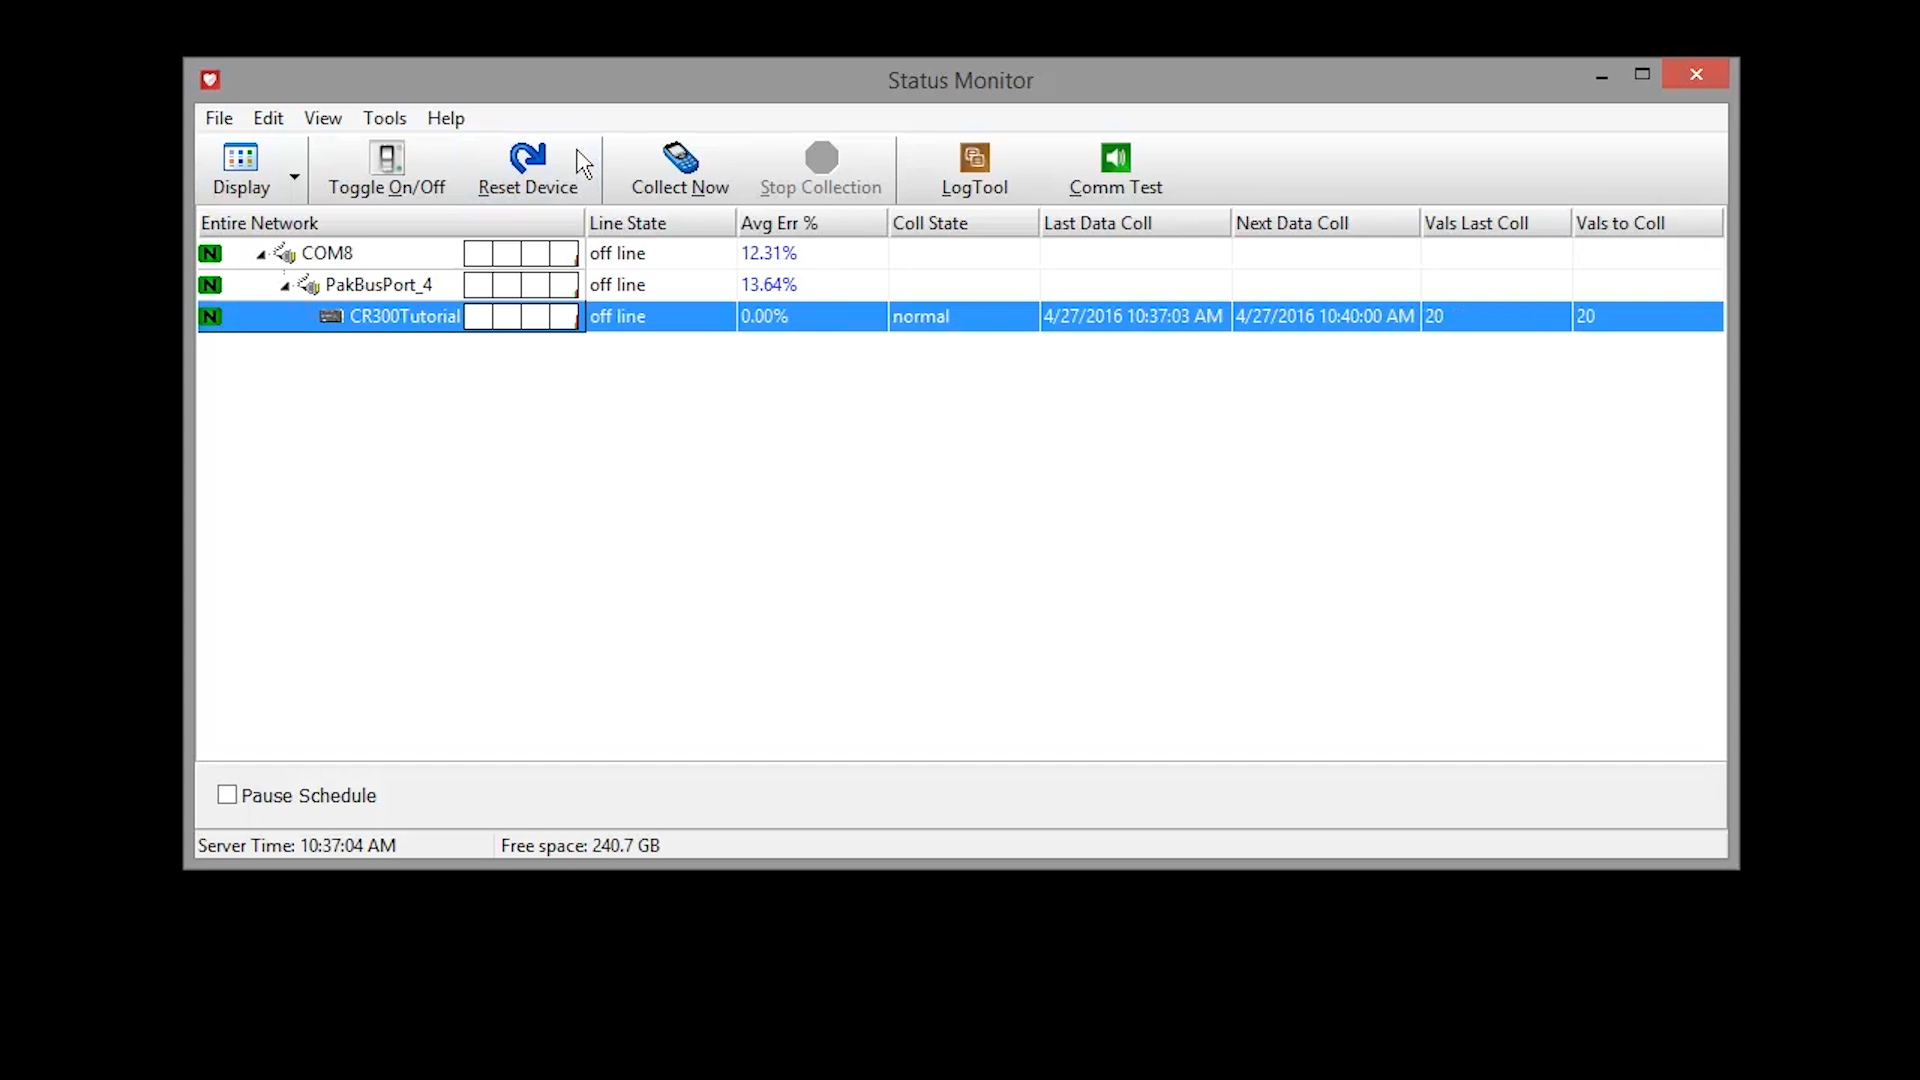 Status Monitor
File Edit View Tools Help
Display Toggle On/Off Reset Device Collect Now Stop Collection LogTool Comm Test
Entire Network Line State Avg Err % Coll State Last Data Coll Next Data Coll Vals Last Coll Vals to Coll
N COM8 off line 12.31%
N PakBusPort_4 off line 13.64%
N CR300Tutorial off line 0.00% normal 4/27/2016 10:37:03 AM 4/27/2016 10:40:00 AM 20 20
Pause Schedule
Server Time: 10:37:04 AM Free space: 240.7 GB